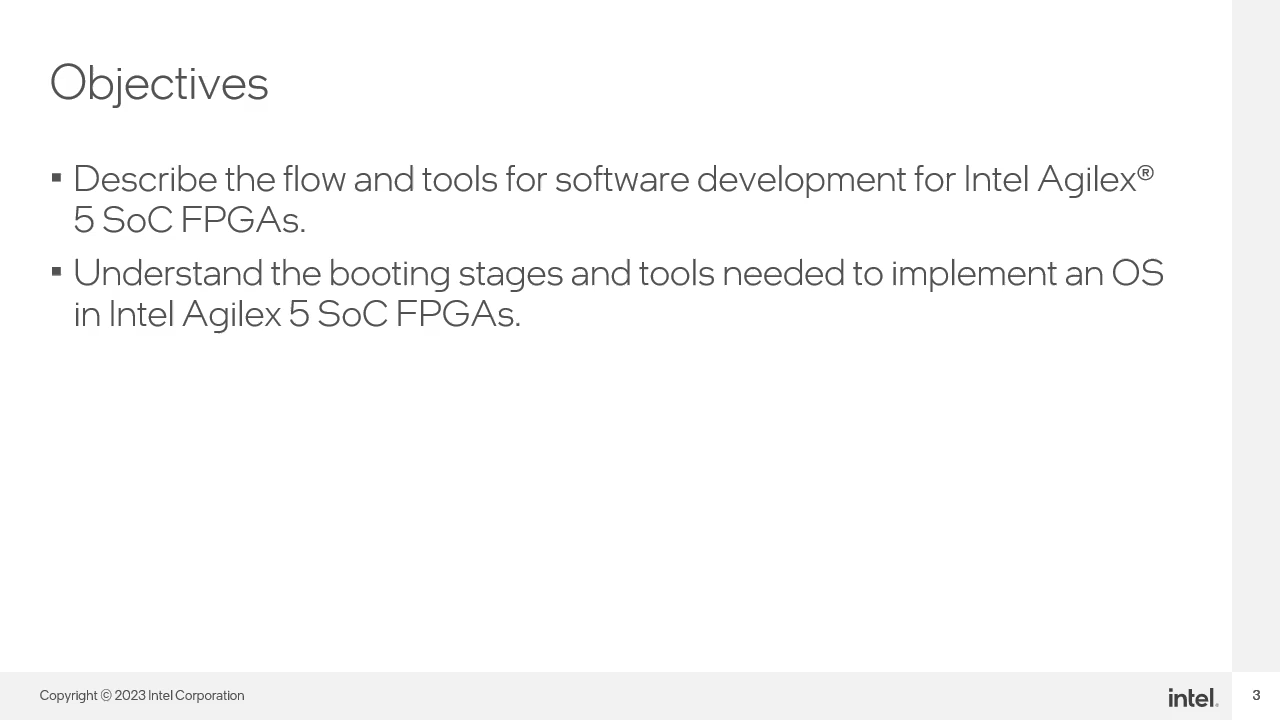 Objectives
▪ Describe the flow and tools for software development for Intel Agilex®
5 SoC FPGAs.
▪ Understand the booting stages and tools needed to implement an OS
in Intel Agilex 5 SoC FPGAs.
Copyright © 2023 Intel Corporation
intel.
3